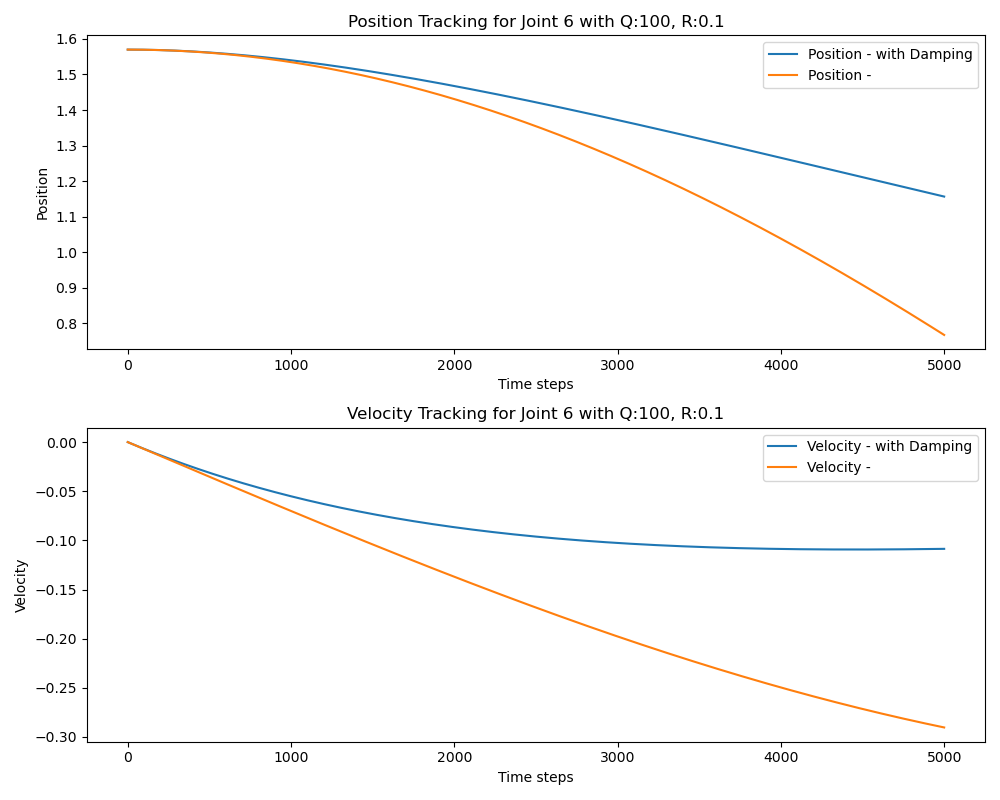 Position Tracking for Joint 6 with Q:100, R:0.1
Position - with Damping
Position -
1.6
1.5
1.4
1.3
1.2
1.1
1.0
0.9
0.8
Position
0 1000 2000 3000 4000 5000
Time steps
Velocity Tracking for Joint 6 with Q:100, R:0.1
Velocity - with Damping
Velocity -
0.00
−0.05
−0.10
−0.15
−0.20
−0.25
−0.30
Velocity
0 1000 2000 3000 4000 5000
Time steps